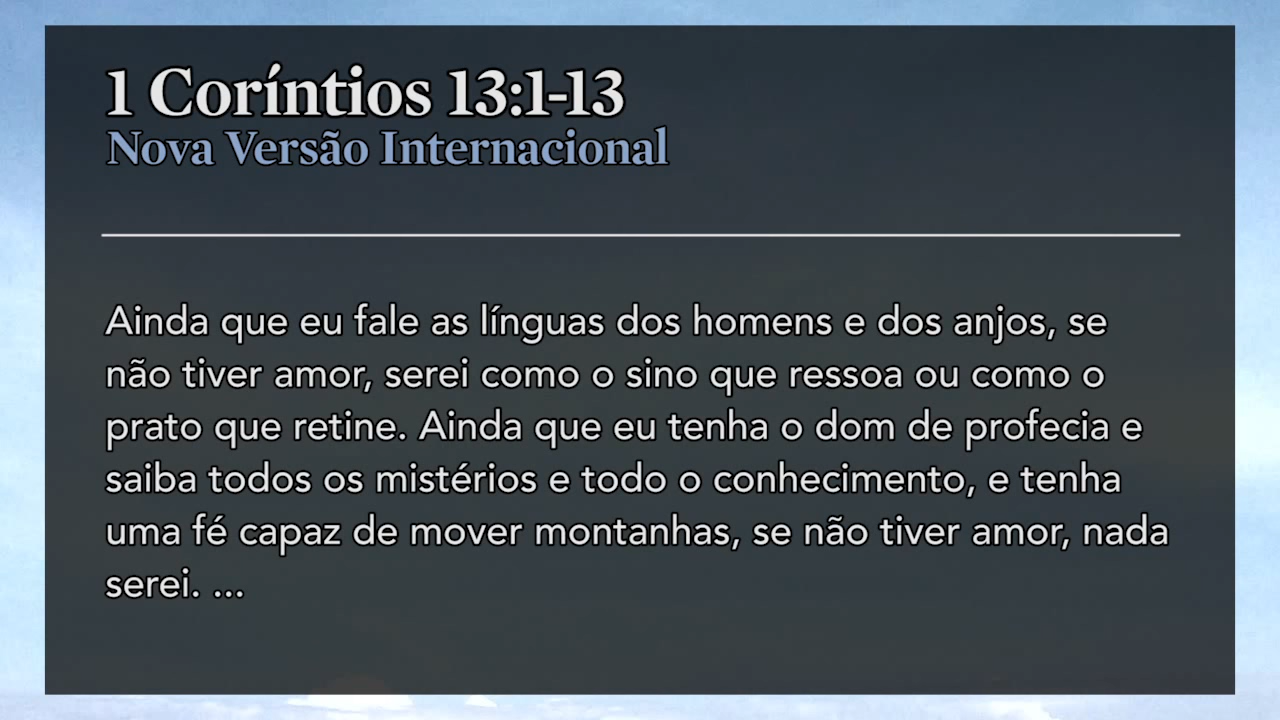 1 Coríntios 13:1-13
Nova Versão Internacional
Ainda que eu fale as línguas dos homens e dos anjos, se
não tiver amor, serei como o sino que ressoa ou como o
prato que retine. Ainda que eu tenha o dom de profecia e
saiba todos os mistérios e todo o conhecimento, e tenha
uma fé capaz de mover montanhas, se não tiver amor, nada
serei. ...